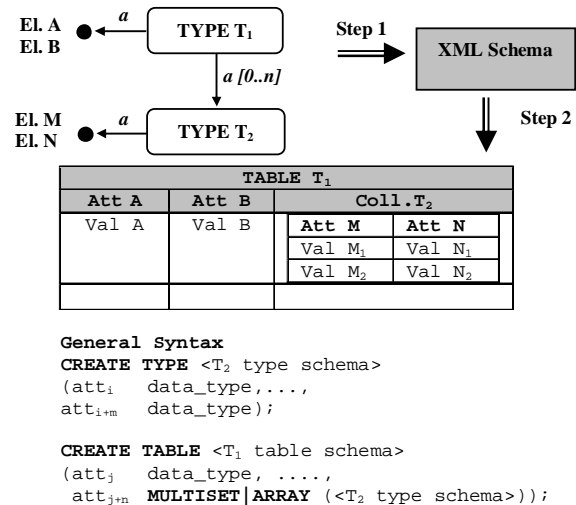 El. A
El. B
a
TYPE T₁
Step 1
XML Schema
a [0..n]
El. M
El. N
a
TYPE T₂
Step 2
TABLE T₁
Att A Att B Coll.T₂
Val A Val B Att M Att N
Val M₁ Val N₁
Val M₂ Val N₂
General Syntax
CREATE TYPE <T₂ type schema>
(attᵢ data_type,...,
attᵢ₊ₘ data_type);
CREATE TABLE <T₁ table schema>
(attⱼ data_type, ....,
attⱼ₊ₙ MULTISET|ARRAY (<T₂ type schema>));